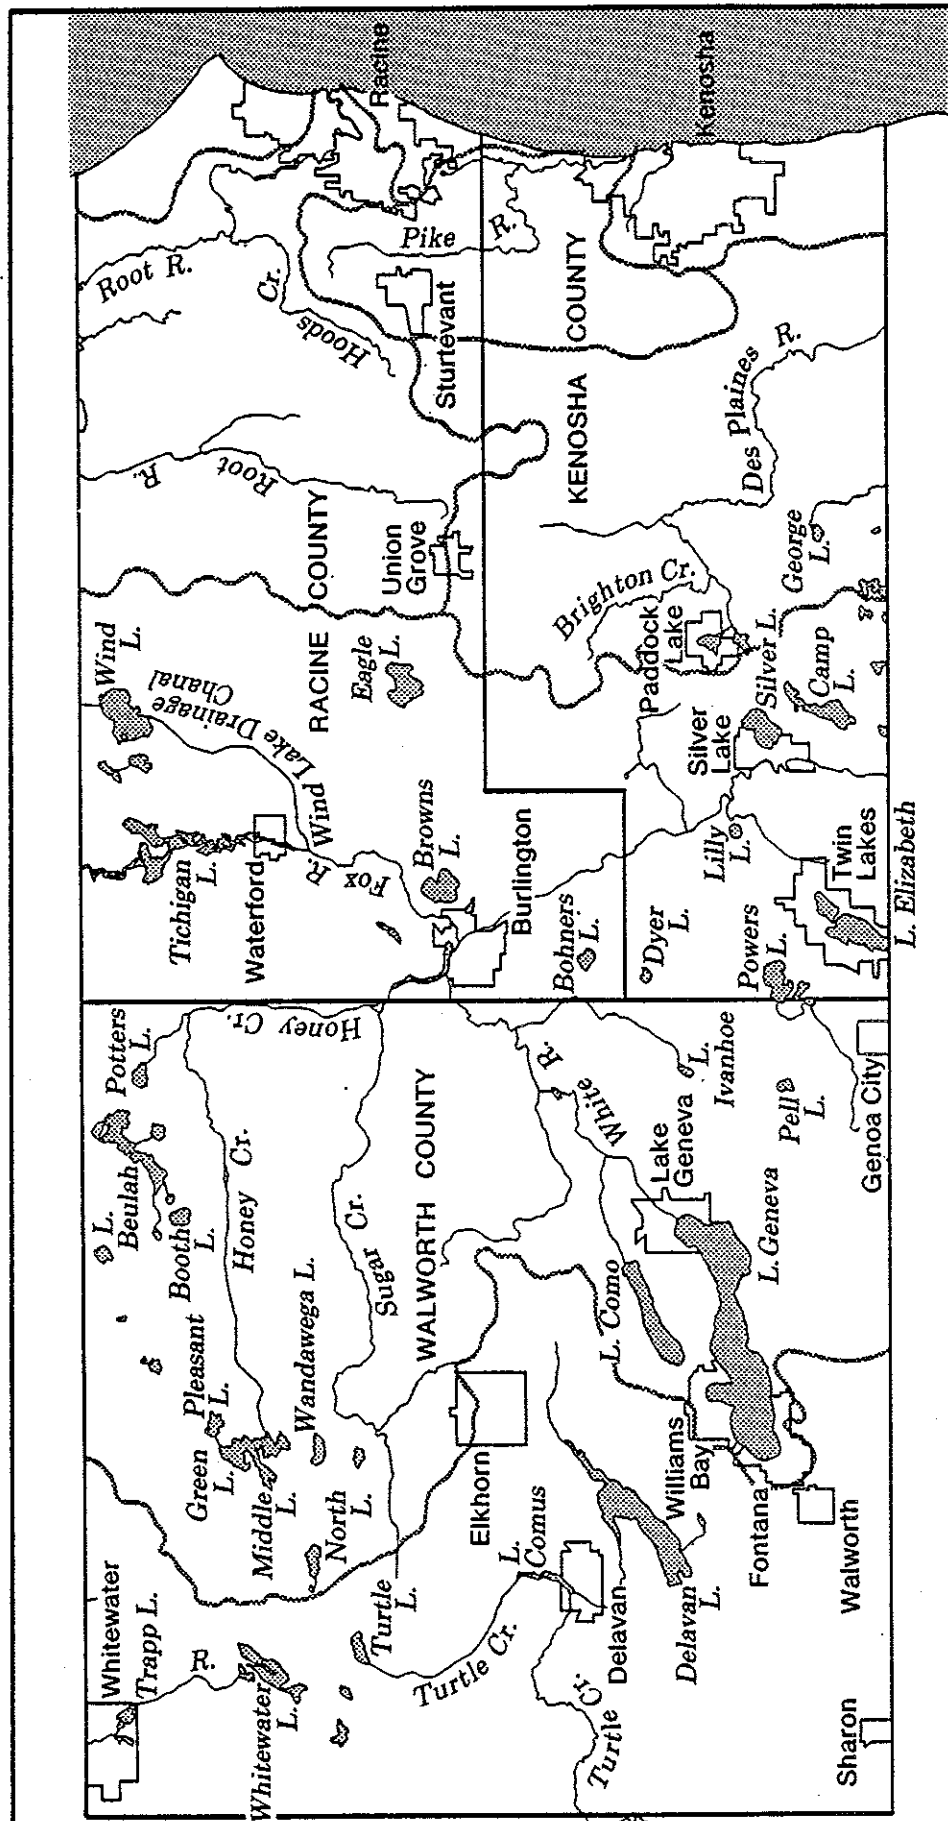 Whitewater
Trapp L.
R.
Whitewater
L.
Green
L.
Pleasant
L.
Middle
L.
North
L.
Wandawega L.
Turtle
L.
Turtle Cr.
Turtle Cr.
L.
Comus
Elkhorn
Delavan
Delavan
L.
Sharon
Walworth
Fontana
Williams
Bay
L. Como
L. Geneva
Lake
Geneva
White
R.
L.
Ivanhoe
Pell
L.
Genoa City
WALWORTH COUNTY
Sugar Cr.
Honey Cr.
Honey Cr.
Booth
L.
L.
Beulah
Potters
L.
Tichigan
L.
Waterford
Wind
L.
Wind Lake Drainage
Chanal
Fox R.
Browns
L.
Burlington
Bohners
L.
Eagle
L.
RACINE COUNTY
Union
Grove
Root
R.
Root R.
Hoods Cr.
Sturtevant
Pike
R.
Racine
Kenosha
KENOSHA COUNTY
Dyer
L.
Powers
L.
Lilly
L.
Twin
Lakes
L. Elizabeth
Silver
Lake
Silver L.
Camp
L.
Paddock
Lake
Brighton Cr.
George
L.
Des Plaines R.